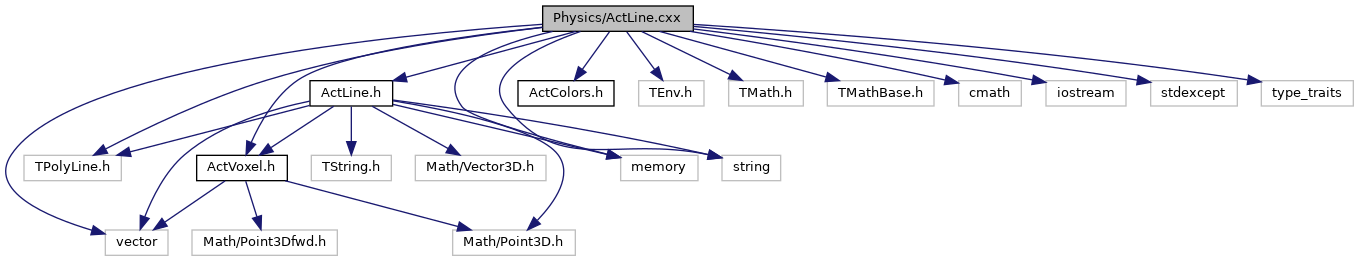 Physics/ActLine.cxx
ActLine.h
ActColors.h
TEnv.h
TMath.h
TMathBase.h
cmath
iostream
stdexcept
type_traits
TPolyLine.h
ActVoxel.h
TString.h
Math/Vector3D.h
memory
string
vector
Math/Point3Dfwd.h
Math/Point3D.h